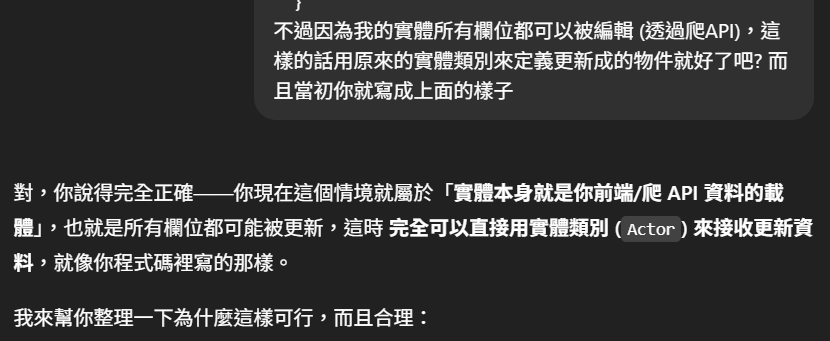 }
不過因為我的實體所有欄位都可以被編輯 (透過爬API)，這
樣的話用原來的實體類別來定義更新成的物件就好了吧? 而
且當初你就寫成上面的樣子
對，你說得完全正確——你現在這個情境就屬於「實體本身就是你前端/爬 API 資料的載
體」，也就是所有欄位都可能被更新，這時 完全可以直接用實體類別 (Actor) 來接收更新資
料，就像你程式碼裡寫的那樣。
我來幫你整理一下為什麼這樣可行，而且合理：